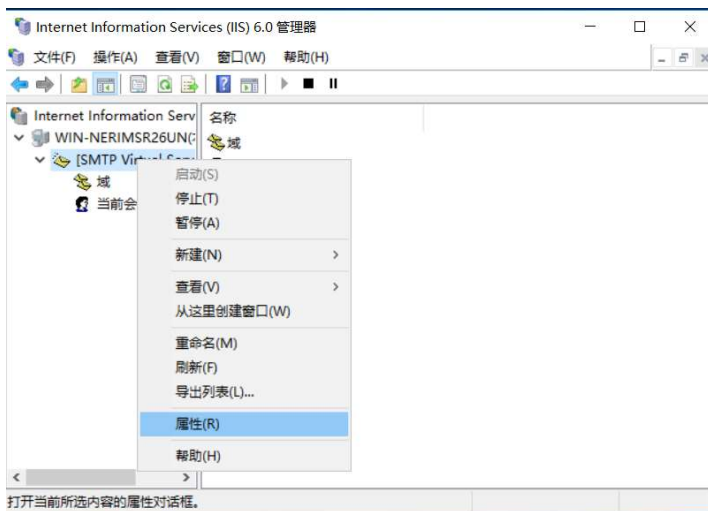 Internet Information Services (IIS) 6.0 管理器
文件(F) 操作(A) 查看(V) 窗口(W) 帮助(H)
Internet Information Serv
WIN-NERIMSR26UN(
[SMTP Virtual Serv
域
当前会
名称
域
启动(S)
停止(T)
暂停(A)
新建(N)
查看(V)
从这里创建窗口(W)
重命名(M)
刷新(F)
导出列表(L)...
属性(R)
帮助(H)
打开当前所选内容的属性对话框。